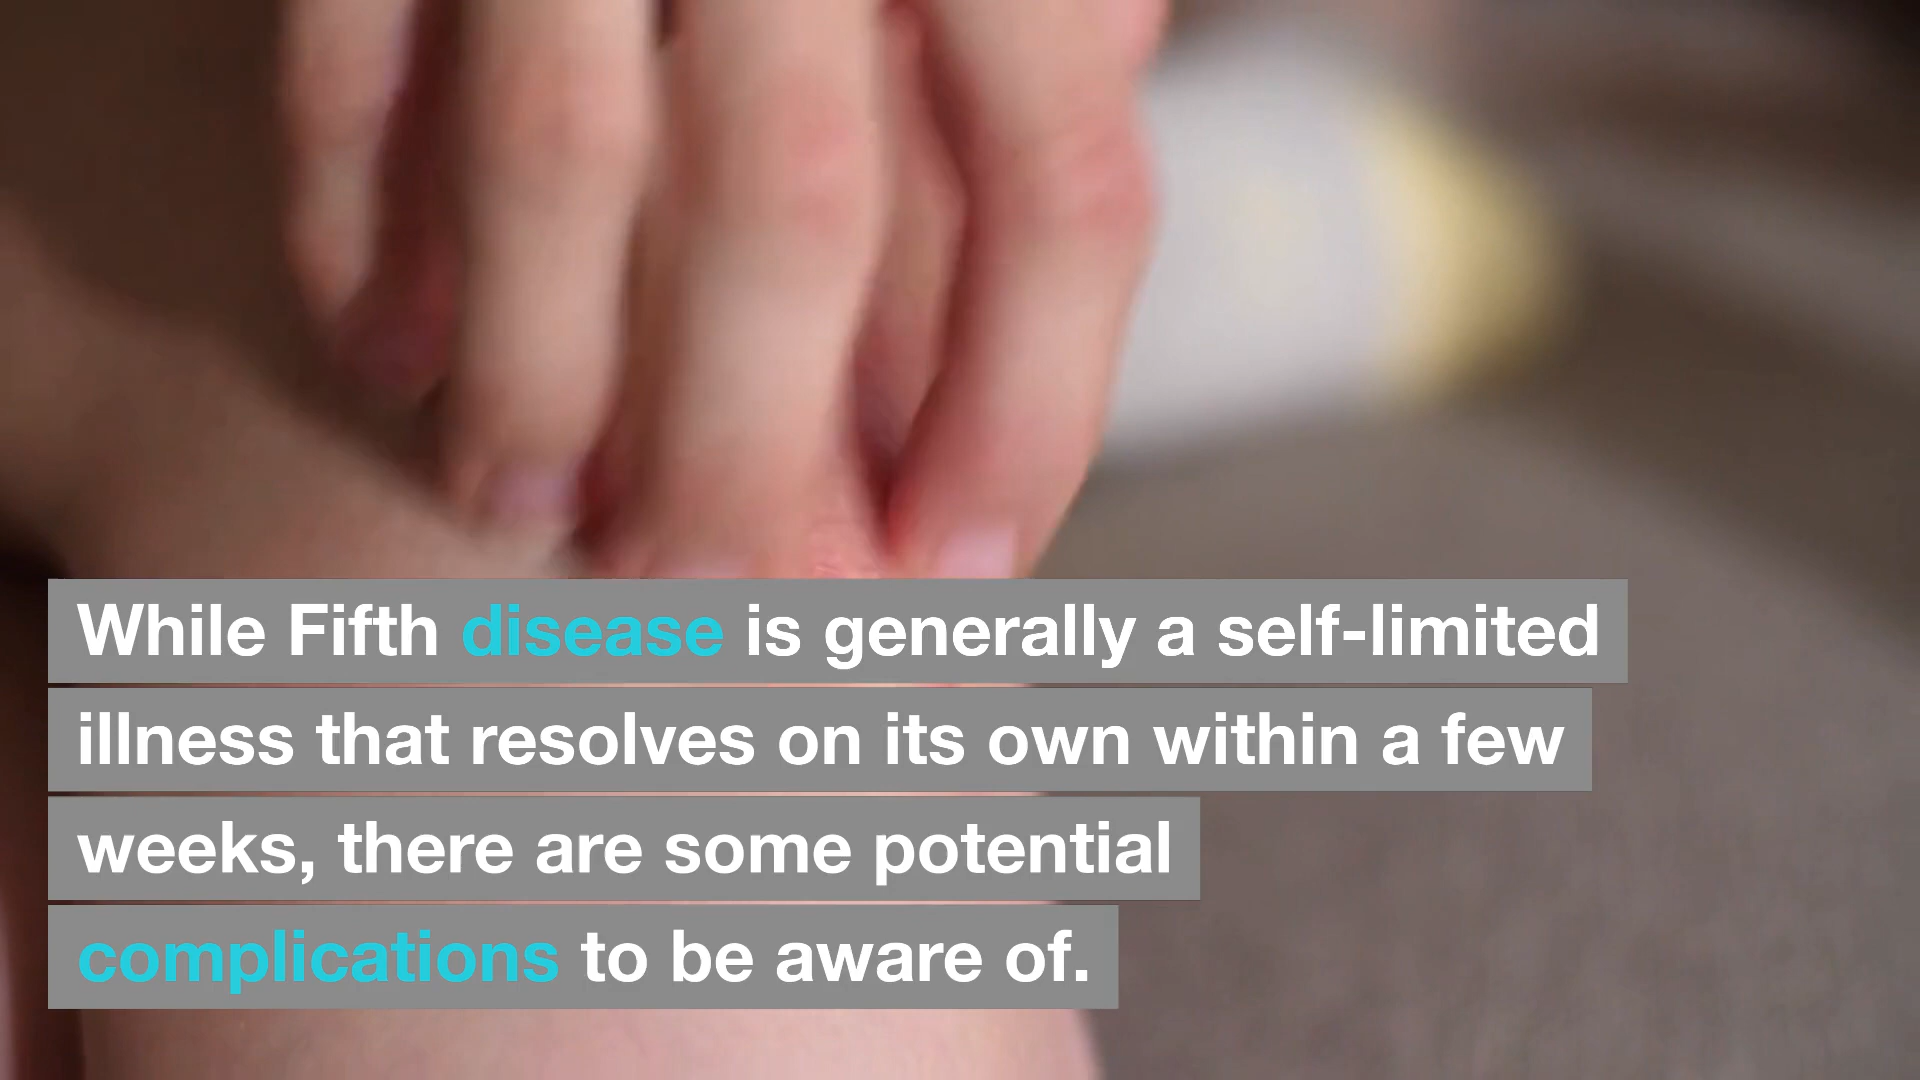 While Fifth disease is generally a self-limited
illness that resolves on its own within a few
weeks, there are some potential
complications to be aware of.